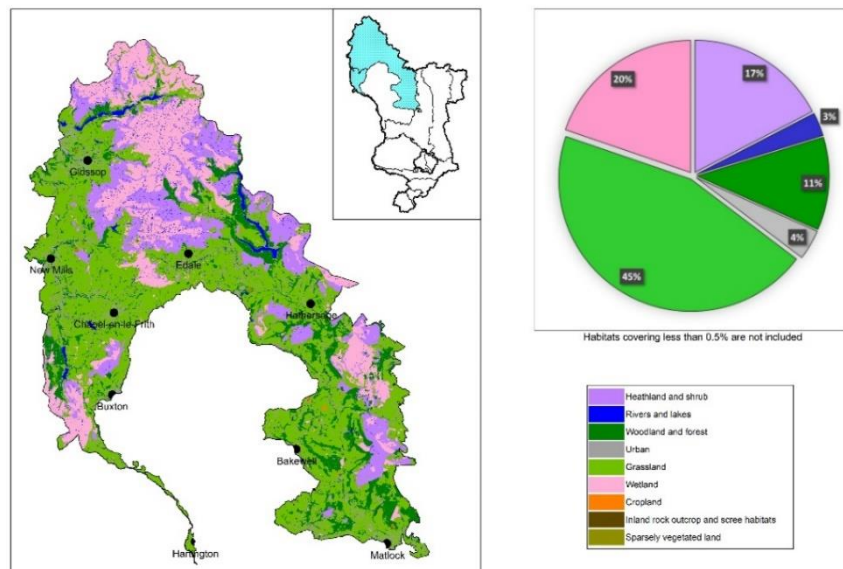 Glossop
New Mills
Edale
Chapel-en-le-Frith
Hathersage
Buxton
Bakewell
Hartington
Matlock
20%
17%
3%
11%
4%
45%
Habitats covering less than 0.5% are not included
Heathland and shrub
Rivers and lakes
Woodland and forest
Urban
Grassland
Wetland
Cropland
Inland rock outcrop and scree habitats
Sparsely vegetated land